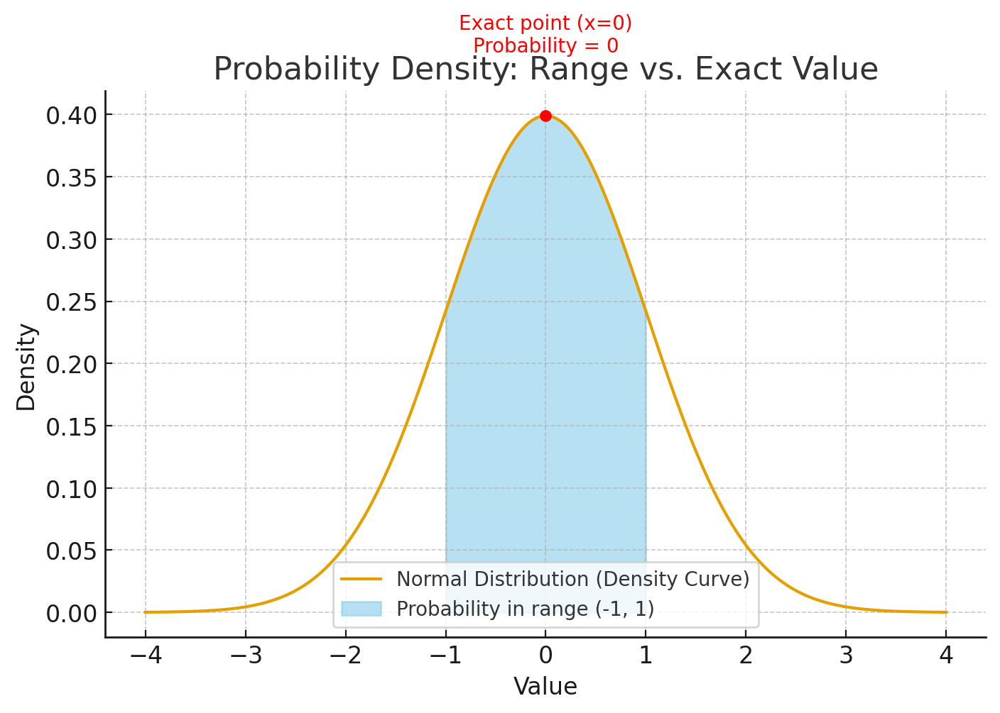 Exact point (x=0)
Probability = 0
Probability Density: Range vs. Exact Value
Density
0.40
0.35
0.30
0.25
0.20
0.15
0.10
0.05
0.00
Normal Distribution (Density Curve)
Probability in range (-1, 1)
−4 −3 −2 −1 0 1 2 3 4
Value